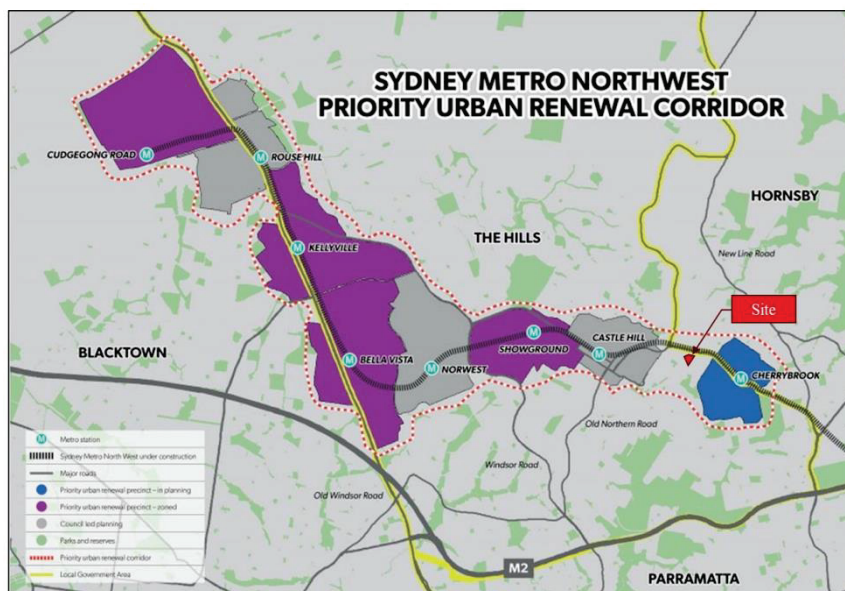 SYDNEY METRO NORTHWEST
PRIORITY URBAN RENEWAL CORRIDOR
HORNSBY
CUDGEGONG ROAD
M
M
ROUSE HILL
THE HILLS
KELLYVILLE
M
New Line Road
Site
BLACKTOWN
M
BELLA VISTA
M
NORWEST
M
SHOWGROUND
CASTLE HILL
M
M
CHERRYBROOK
Old Northern Road
Windsor Road
Old Windsor Road
M2
PARRAMATTA
M
Metro station
Sydney Metro North West under construction
Major roads
Priority urban renewal precinct – in planning
Priority urban renewal precinct – zoned
Council led planning
Parks and reserves
Priority urban renewal corridor
Local Government Area